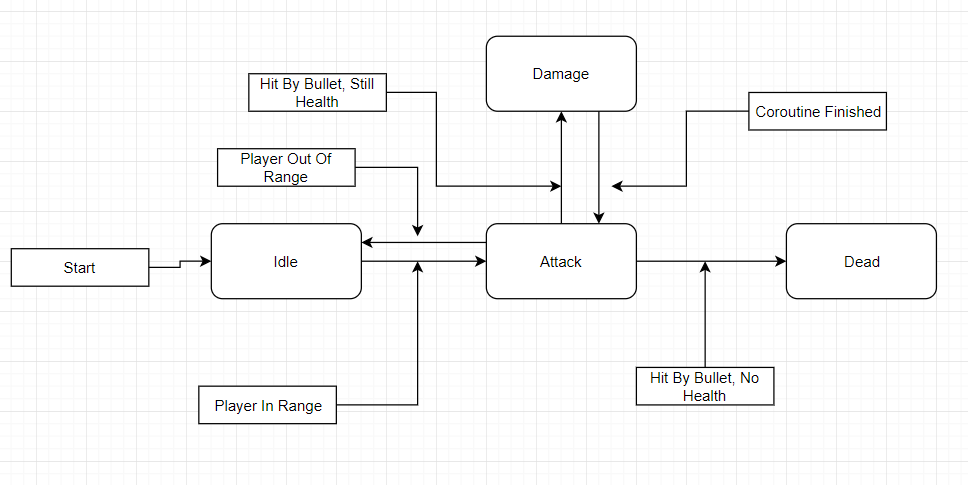 Damage
Hit By Bullet, Still
Health
Coroutine Finished
Player Out Of
Range
Start
Idle
Attack
Dead
Hit By Bullet, No
Health
Player In Range